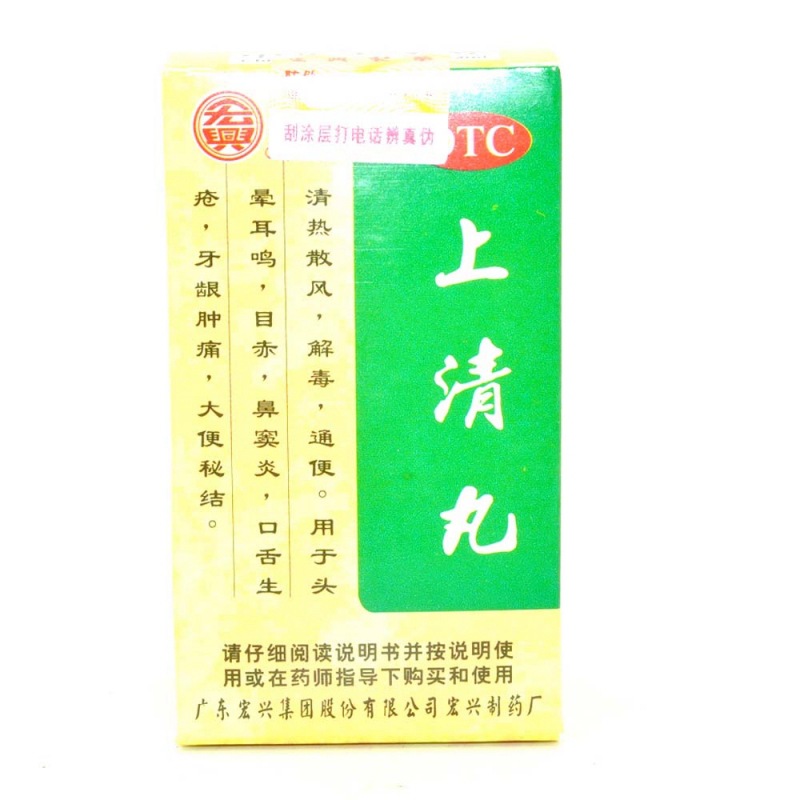 宏興
刮涂层打电话辨真伪
TC
上清丸
清热散风，解毒，通便。用于头
晕耳鸣，目赤，鼻窦炎，口舌生
疮，牙龈肿痛，大便秘结。
请仔细阅读说明书并按说明使
用或在药师指导下购买和使用
广东宏兴集团股份有限公司宏兴制药厂